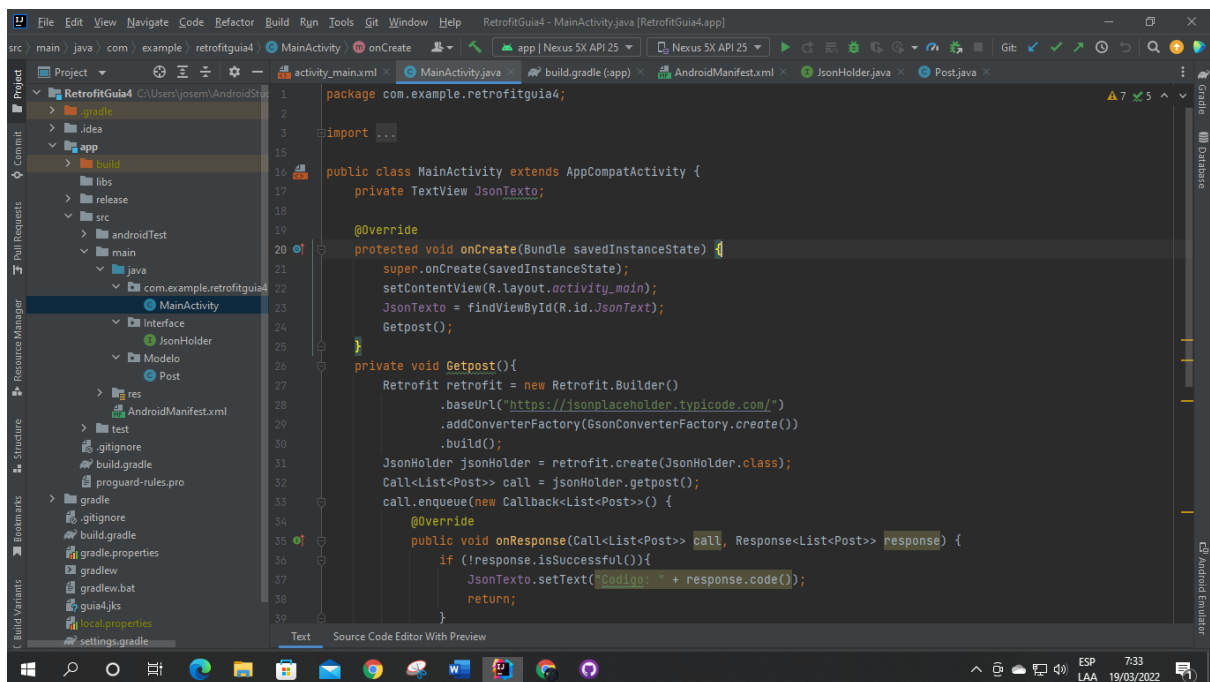 File Edit View Navigate Code Refactor Build Run Tools Git Window Help RetrofitGuia4 - MainActivity.java [RetrofitGuia4.app]
src main java com example retrofitguia4 MainActivity onCreate app | Nexus 5X API 25 Nexus 5X API 25 Git:
Project activity_main.xml MainActivity.java build.gradle (:app) AndroidManifest.xml JsonHolder.java Post.java
RetrofitGuia4 C:\Users\josem\AndroidStuc
.gradle
.idea
app
build
libs
release
src
androidTest
main
java
com.example.retrofitguia4
MainActivity
Interface
JsonHolder
Modelo
Post
res
AndroidManifest.xml
test
.gitignore
build.gradle
proguard-rules.pro
gradle
.gitignore
build.gradle
gradle.properties
gradlew
gradlew.bat
guia4.jks
local.properties
settings.gradle
Project
Commit
Pull Requests
Resource Manager
Structure
Bookmarks
Build Variants
1 package com.example.retrofitguia4;
2
3 import ...
15
16 public class MainActivity extends AppCompatActivity {
17 private TextView JsonTexto;
18
19 @Override
20 protected void onCreate(Bundle savedInstanceState) {
21 super.onCreate(savedInstanceState);
22 setContentView(R.layout.activity_main);
23 JsonTexto = findViewById(R.id.JsonText);
24 Getpost();
25 }
26 private void Getpost(){
27 Retrofit retrofit = new Retrofit.Builder()
28 .baseUrl("https://jsonplaceholder.typicode.com/")
29 .addConverterFactory(GsonConverterFactory.create())
30 .build();
31 JsonHolder jsonHolder = retrofit.create(JsonHolder.class);
32 Call<List<Post>> call = jsonHolder.getpost();
33 call.enqueue(new Callback<List<Post>>() {
34 @Override
35 public void onResponse(Call<List<Post>> call, Response<List<Post>> response) {
36 if (!response.isSuccessful()){
37 JsonTexto.setText("Codigo: " + response.code());
38 return;
39 }
7 5
Gradle
Database
Android Emulator
Text Source Code Editor With Preview
ESP 7:33
LAA 19/03/2022